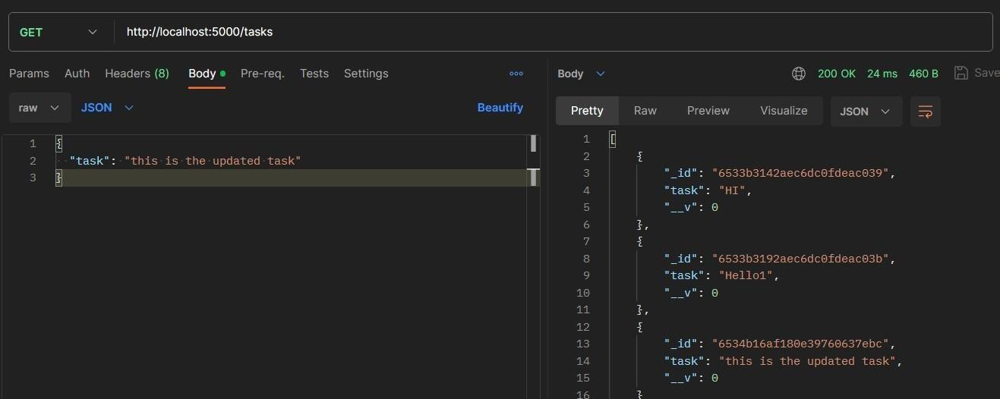 GET http://localhost:5000/tasks
Params Auth Headers (8) Body Pre-req. Tests Settings
raw JSON Beautify
1 {
2 "task": "this is the updated task"
3 }
Body 200 OK 24 ms 460 B Save
Pretty Raw Preview Visualize JSON
1 [
2 {
3 "_id": "6533b3142aec6dc0fdeac039",
4 "task": "HI",
5 "__v": 0
6 },
7 {
8 "_id": "6533b3192aec6dc0fdeac03b",
9 "task": "Hello1",
10 "__v": 0
11 },
12 {
13 "_id": "6534b16af180e39760637ebc",
14 "task": "this is the updated task",
15 "__v": 0
16 }